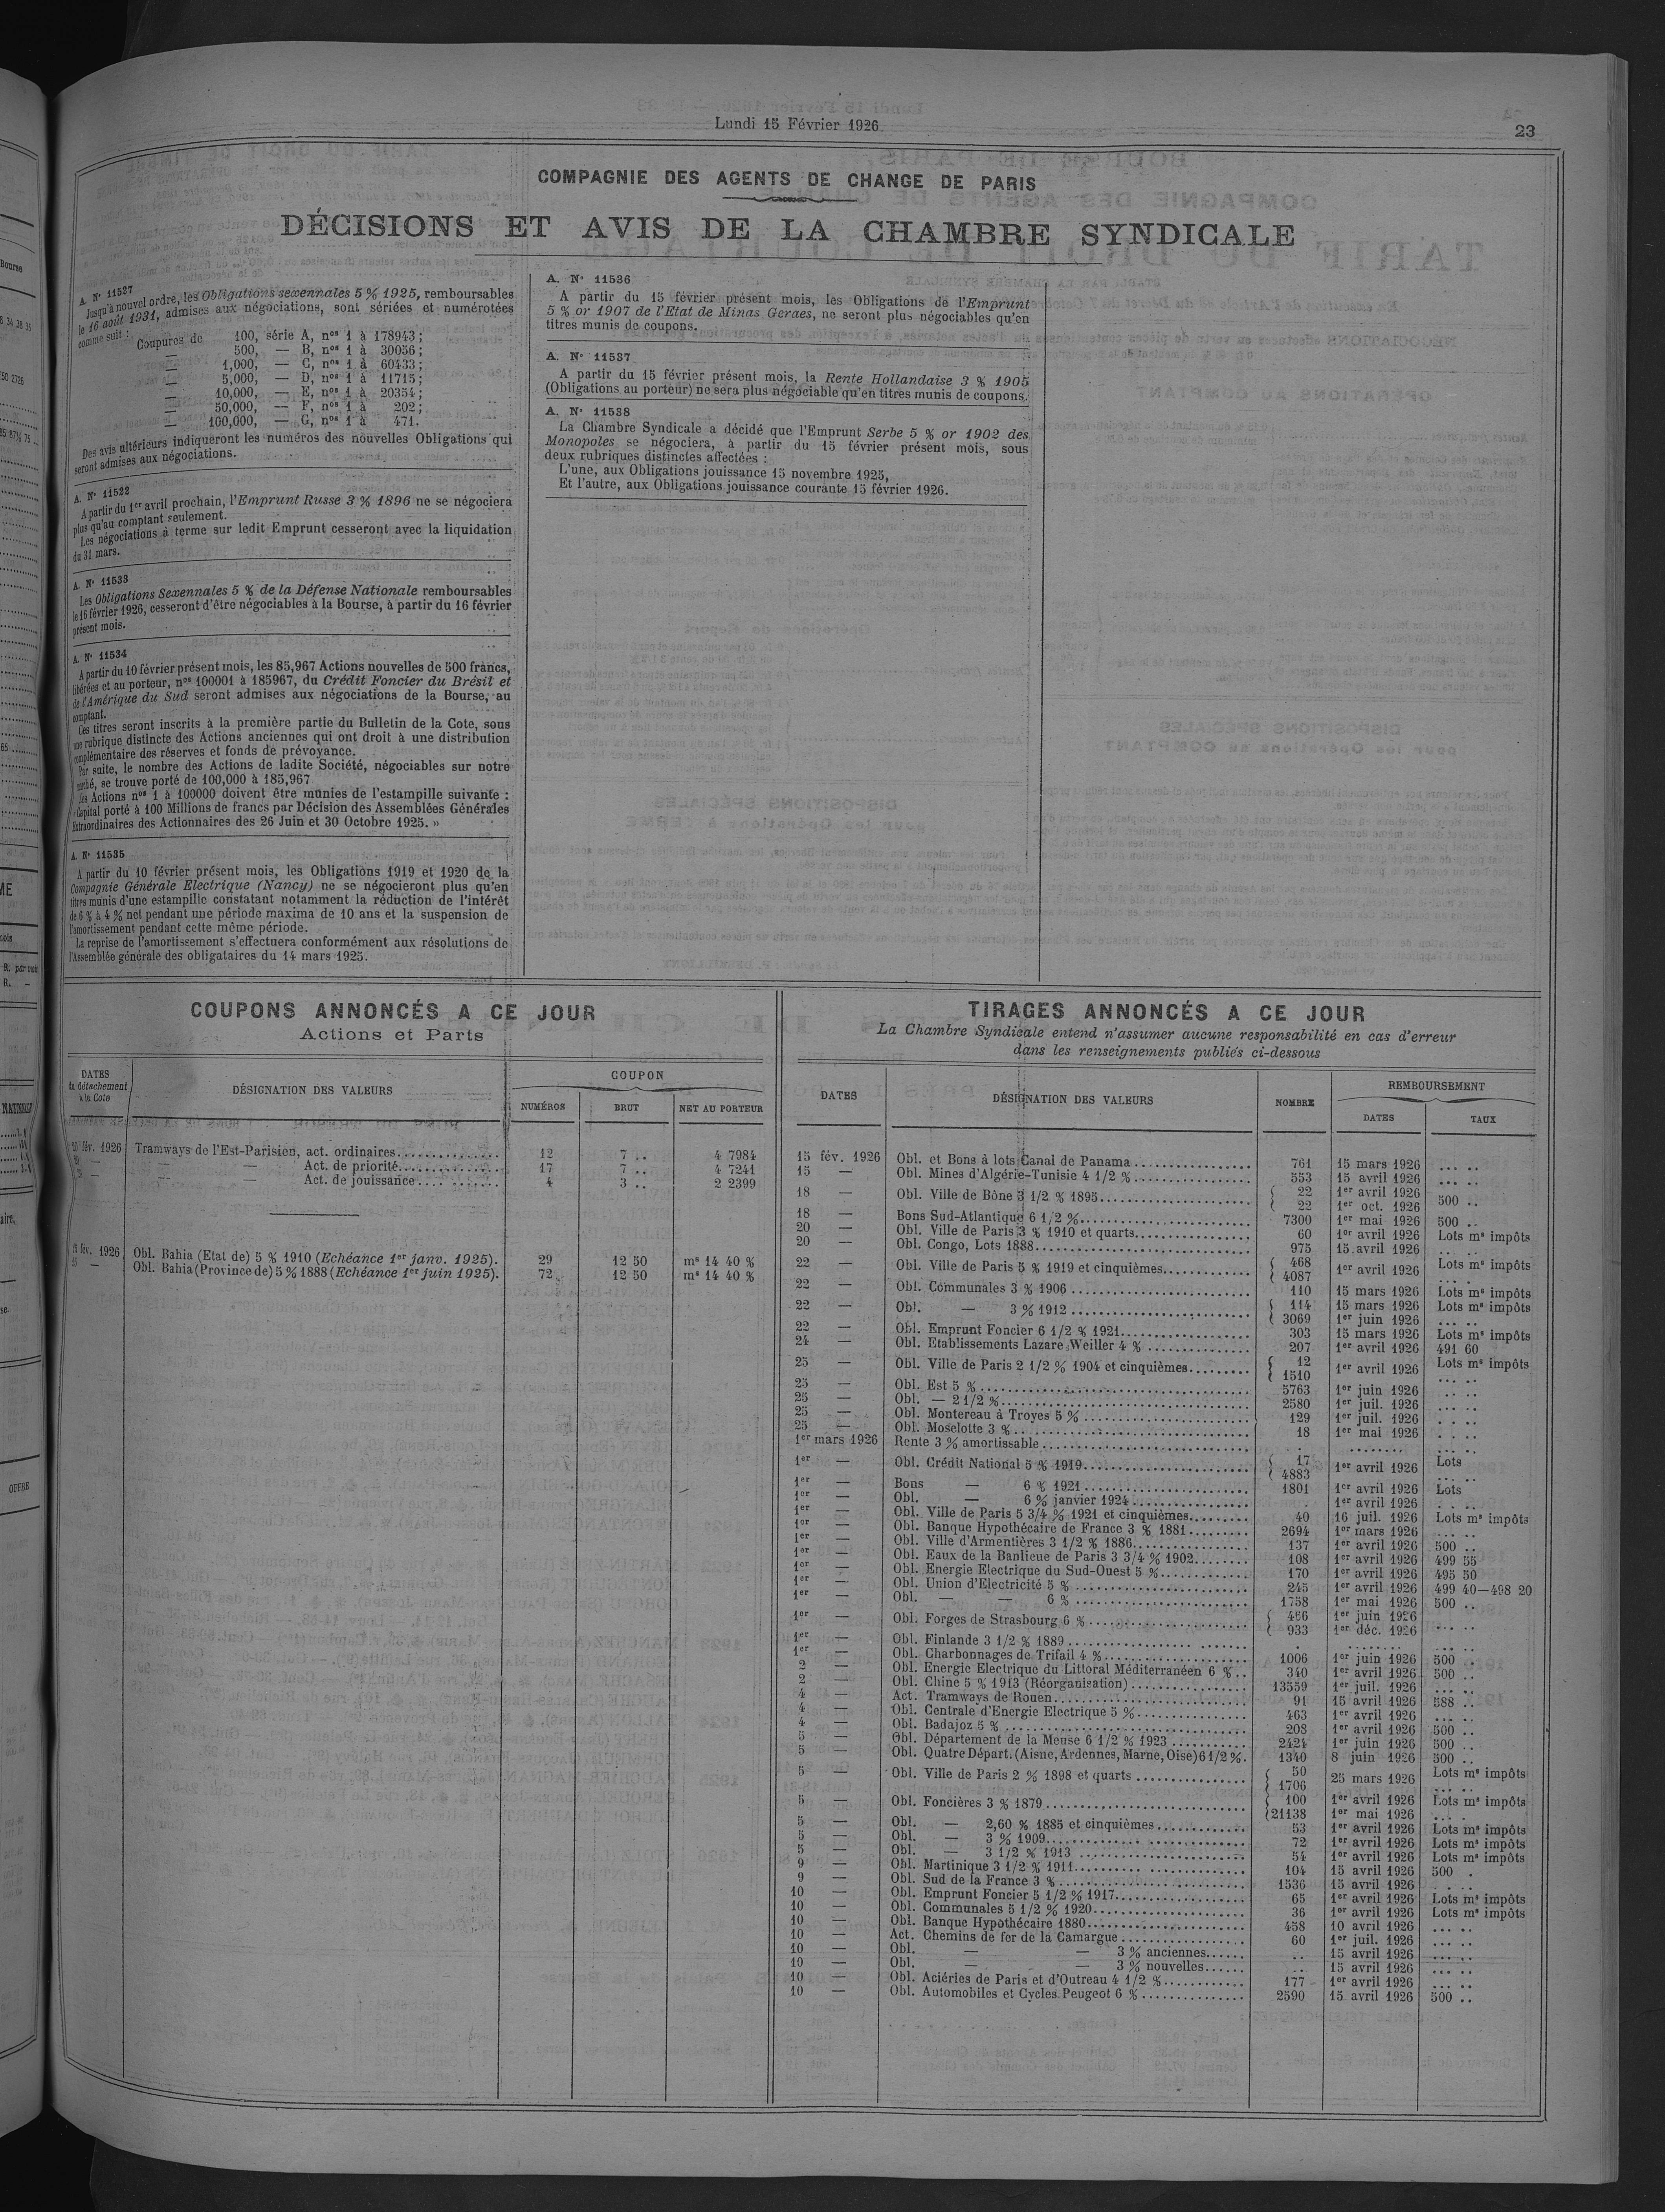 Lundi 15 Février 1926
23
COMPAGNIE DES AGENTS DE CHANGE DE PARIS
DÉCISIONS ET AVIS DE LA CHAMBRE SYNDICALE
A. N° 11527
Jusqu'à nouvel ordre, les Obligations sexennales 5 % 1925, remboursables
le 16 août 1931, admises aux négociations, sont sériées et numérotées
comme suit :
Coupures de 100, série A, nos 1 à 178943 ;
— 500, — B, nos 1 à 30056 ;
— 1,000, — C, nos 1 à 60433 ;
— 5,000, — D, nos 1 à 11715 ;
— 10,000, — E, nos 1 à 20354 ;
— 50,000, — F, nos 1 à 202 ;
— 100,000, — G, nos 1 à 471.
Des avis ultérieurs indiqueront les numéros des nouvelles Obligations qui
seront admises aux négociations.
A. N° 11522
A partir du 1er avril prochain, l'Emprunt Russe 3 % 1896 ne se négociera
plus qu'au comptant seulement.
Les négociations à terme sur ledit Emprunt cesseront avec la liquidation
du 31 mars.
A. N° 11533
Les Obligations Sexennales 5 % de la Défense Nationale remboursables
le 16 février 1926, cesseront d'être négociables à la Bourse, à partir du 16 février
présent mois.
A. N° 11534
A partir du 10 février présent mois, les 85,967 Actions nouvelles de 500 francs,
libérées et au porteur, nos 100001 à 185967, du Crédit Foncier du Brésil et
de l'Amérique du Sud seront admises aux négociations de la Bourse, au
comptant.
Ces titres seront inscrits à la première partie du Bulletin de la Cote, sous
une rubrique distincte des Actions anciennes qui ont droit à une distribution
complémentaire des réserves et fonds de prévoyance.
Par suite, le nombre des Actions de ladite Société, négociables sur notre
marché, se trouve porté de 100,000 à 185,967
Les Actions nos 1 à 100000 doivent être munies de l'estampille suivante :
« Capital porté à 100 Millions de francs par Décision des Assemblées Générales
Extraordinaires des Actionnaires des 26 Juin et 30 Octobre 1925. »
A. N° 11535
A partir du 10 février présent mois, les Obligations 1919 et 1920 de la
Compagnie Générale Electrique (Nancy) ne se négocieront plus qu'en
titres munis d'une estampille constatant notamment la réduction de l'intérêt
de 6 % à 4 % net pendant une période maxima de 10 ans et la suspension de
l'amortissement pendant cette même période.
La reprise de l'amortissement s'effectuera conformément aux résolutions de
l'Assemblée générale des obligataires du 14 mars 1925.
A. N° 11536
A partir du 15 février présent mois, les Obligations de l'Emprunt
5 % or 1907 de l'Etat de Minas Geraes, ne seront plus négociables qu'en
titres munis de coupons.
A. N° 11537
A partir du 15 février présent mois, la Rente Hollandaise 3 % 1905
(Obligations au porteur) ne sera plus négociable qu'en titres munis de coupons.
A. N° 11538
La Chambre Syndicale a décidé que l'Emprunt Serbe 5 % or 1902 des
Monopoles se négociera, à partir du 15 février présent mois, sous
deux rubriques distinctes affectées :
L'une, aux Obligations jouissance 15 novembre 1925,
Et l'autre, aux Obligations jouissance courante 15 février 1926.
COUPONS ANNONCÉS A CE JOUR
Actions et Parts
DATES du détachement à la Cote
DÉSIGNATION DES VALEURS
COUPON
NUMÉROS BRUT NET AU PORTEUR
20 fév. 1926 Tramways de l'Est-Parisien, act. ordinaires 12 7 .. 4 7984
— — Act. de priorité 17 7 .. 4 7241
— — Act. de jouissance 4 3 .. 2 2399
fév. 1926 Obl. Bahia (Etat de) 5 % 1910 (Echéance 1er janv. 1925). 29 12 50 ms 14 40 %
— Obl. Bahia (Province de) 5 % 1888 (Echéance 1er juin 1925). 72 12 50 ms 14 40 %
TIRAGES ANNONCÉS A CE JOUR
La Chambre Syndicale entend n'assumer aucune responsabilité en cas d'erreur
dans les renseignements publiés ci-dessous
DATES DÉSIGNATION DES VALEURS NOMBRE REMBOURSEMENT
DATES TAUX
15 fév. 1926 Obl. et Bons à lots Canal de Panama 761 15 mars 1926 .. ..
15 — Obl. Mines d'Algérie-Tunisie 4 1/2 % 553 15 avril 1926 .. ..
18 — Obl. Ville de Bône 3 1/2 % 1895 { 22 1er avril 1926 500 ..
{ 22 1er oct. 1926
18 — Bons Sud-Atlantique 6 1/2 % 7300 1er mai 1926 500 ..
20 — Obl. Ville de Paris 3 % 1910 et quarts 60 1er avril 1926 Lots ms impôts
20 — Obl. Congo, Lots 1888 975 15 avril 1926 .. ..
22 — Obl. Ville de Paris 5 % 1919 et cinquièmes { 468 1er avril 1926 Lots ms impôts
{ 4087 .. ..
22 — Obl. Communales 3 % 1906 110 15 mars 1926 Lots ms impôts
22 — Obl. — 3 % 1912 { 114 15 mars 1926 Lots ms impôts
{ 3069 1er juin 1926 .. ..
22 — Obl. Emprunt Foncier 6 1/2 % 1921 303 15 mars 1926 Lots ms impôts
24 — Obl. Etablissements Lazare Weiller 4 % 207 1er avril 1926 491 60
25 — Obl. Ville de Paris 2 1/2 % 1904 et cinquièmes { 12 1er avril 1926 Lots ms impôts
{ 1510 .. ..
25 — Obl. Est 5 % 5763 1er juin 1926 .. ..
25 — Obl. — 2 1/2 % 2580 1er juil. 1926 .. ..
25 — Obl. Montereau à Troyes 5 % 129 1er juil. 1926 .. ..
25 — Obl. Moselotte 3 % 18 1er mai 1926 .. ..
1er mars 1926 Rente 3 % amortissable . ........ .. ..
1er — Obl. Crédit National 5 % 1919 { 17 1er avril 1926 Lots
{ 4883 .. ..
1er — Bons — 6 % 1921 1801 1er avril 1926 Lots
1er — Obl. — 6 % janvier 1924 . 1er avril 1926 .. ..
1er — Obl. Ville de Paris 5 3/4 % 1921 et cinquièmes 40 16 juil. 1926 Lots ms impôts
1er — Obl. Banque Hypothécaire de France 3 % 1881 2694 1er mars 1926 .. ..
1er — Obl. Ville d'Armentières 3 1/2 % 1886 137 1er avril 1926 500 ..
1er — Obl. Eaux de la Banlieue de Paris 3 3/4 % 1902 108 1er avril 1926 499 55
1er — Obl. Energie Electrique du Sud-Ouest 5 % 170 1er avril 1926 495 50
1er — Obl. Union d'Electricité 5 % 245 1er avril 1926 499 40—498 20
1er — Obl. — — 6 % 1758 1er mai 1926 500 ..
1er — Obl. Forges de Strasbourg 6 % { 466 1er juin 1926 .. ..
{ 933 1er déc. 1926
1er — Obl. Finlande 3 1/2 % 1889 . ........ .. ..
1er — Obl. Charbonnages de Trifail 4 % 1006 1er juin 1926 500 ..
2 — Obl. Energie Electrique du Littoral Méditerranéen 6 % 340 1er avril 1926 500 ..
2 — Obl. Chine 5 % 1913 (Réorganisation) 13559 1er juil. 1926 .. ..
4 — Act. Tramways de Rouen 91 15 avril 1926 588 ..
4 — Obl. Centrale d'Energie Electrique 5 % 463 1er avril 1926 .. ..
4 — Obl. Badajoz 5 % 208 1er avril 1926 500 ..
5 — Obl. Département de la Meuse 6 1/2 % 1923 2424 1er juin 1926 500 ..
5 — Obl. Quatre Départ. (Aisne, Ardennes, Marne, Oise) 6 1/2 % 1340 8 juin 1926 500 ..
5 — Obl. Ville de Paris 2 % 1898 et quarts { 50 25 mars 1926 Lots ms impôts
{ 1706 .. ..
5 — Obl. Foncières 3 % 1879 { 100 1er avril 1926 Lots ms impôts
{ 21138 1er mai 1926 .. ..
5 — Obl. — 2,60 % 1885 et cinquièmes 53 1er avril 1926 Lots ms impôts
5 — Obl. — 3 % 1909 72 1er avril 1926 Lots ms impôts
5 — Obl. — 3 1/2 % 1913 54 1er avril 1926 Lots ms impôts
9 — Obl. Martinique 3 1/2 % 1911 104 15 avril 1926 500 .
9 — Obl. Sud de la France 3 % 1536 15 avril 1926 .. ..
10 — Obl. Emprunt Foncier 5 1/2 % 1917 65 1er avril 1926 Lots ms impôts
10 — Obl. Communales 5 1/2 % 1920 36 1er avril 1926 Lots ms impôts
10 — Obl. Banque Hypothécaire 1880 458 10 avril 1926 .. ..
10 — Act. Chemins de fer de la Camargue 60 1er juil. 1926 .. ..
10 — Obl. — — 3 % anciennes .. 15 avril 1926 .. ..
10 — Obl. — — 3 % nouvelles .. 15 avril 1926 .. ..
10 — Obl. Aciéries de Paris et d'Outreau 4 1/2 % 177 1er avril 1926 .. ..
10 — Obl. Automobiles et Cycles Peugeot 6 % 2590 15 avril 1926 500 ..